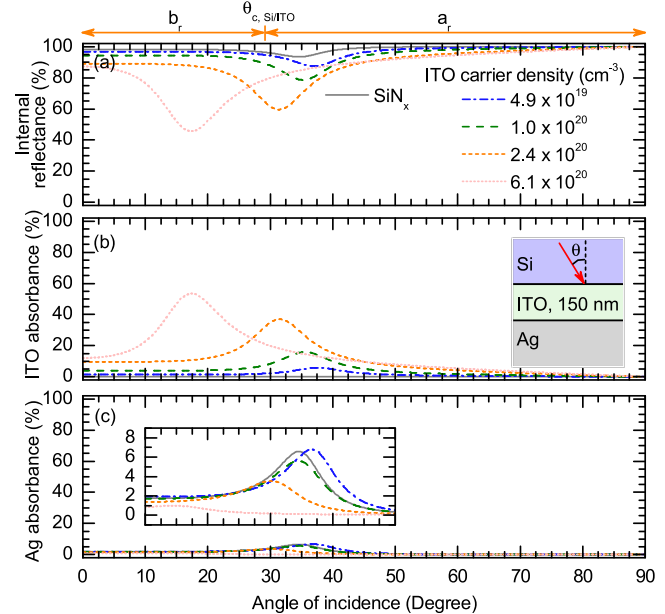 b_r
θ_c, Si/ITO
a_r
100
80
60
40
20
0
Internal
reflectance (%)
(a)
ITO carrier density (cm⁻³)
SiNₓ
4.9 x 10¹⁹
1.0 x 10²⁰
2.4 x 10²⁰
6.1 x 10²⁰
100
80
60
40
20
0
ITO absorbance (%)
(b)
θ
Si
ITO, 150 nm
Ag
100
80
60
40
20
0
Ag absorbance (%)
(c)
8
6
4
2
0
0 10 20 30 40 50 60 70 80 90
Angle of incidence (Degree)